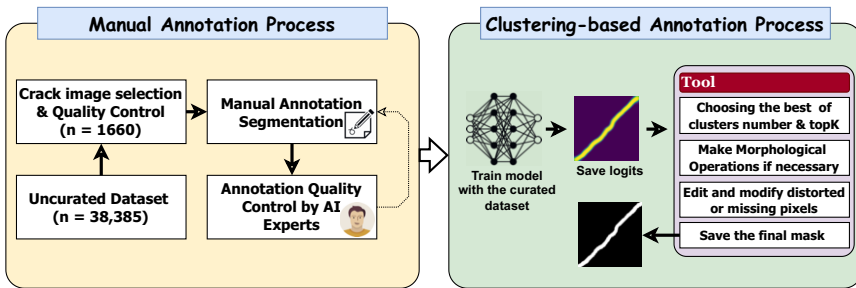 Manual Annotation Process
Crack image selection
& Quality Control
(n = 1660)
Uncurated Dataset
(n = 38,385)
Manual Annotation
Segmentation
Annotation Quality
Control by AI
Experts
Clustering-based Annotation Process
Train model
with the curated
dataset
Save logits
Tool
Choosing the best of
clusters number & topK
Make Morphological
Operations if necessary
Edit and modify distorted
or missing pixels
Save the final mask